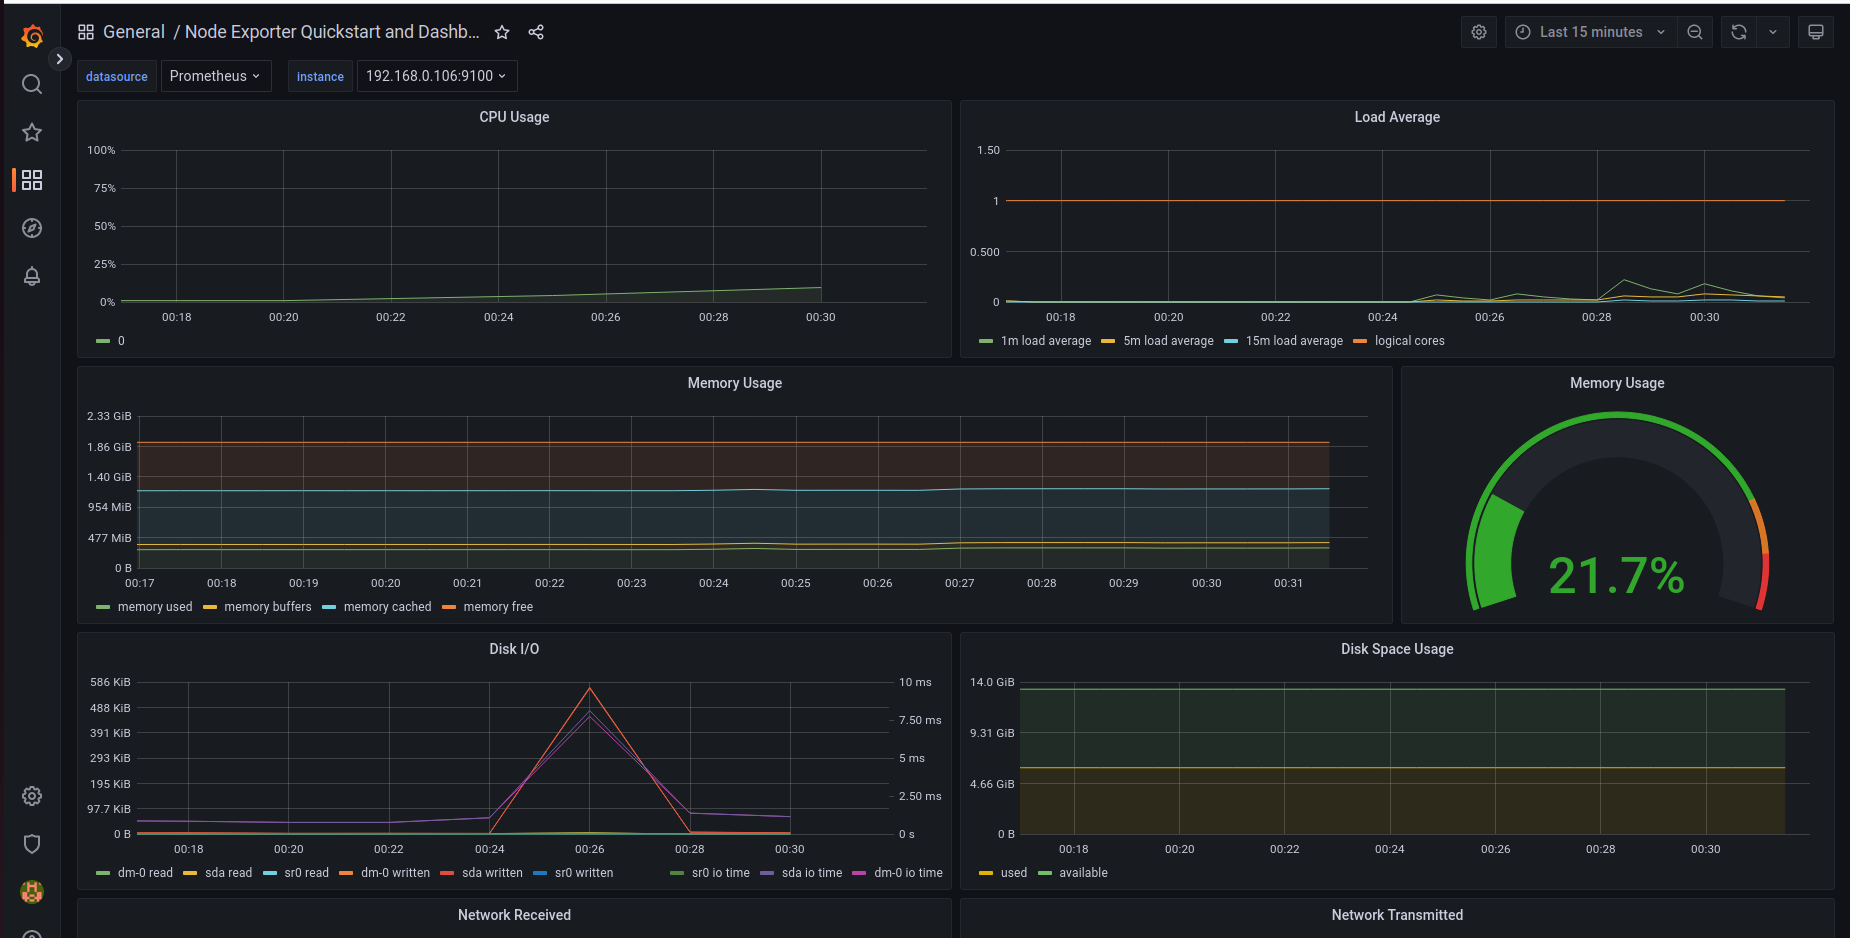 General / Node Exporter Quickstart and Dashb...
Last 15 minutes
datasource Prometheus instance 192.168.0.106:9100
CPU Usage
100%
75%
50%
25%
0%
00:18 00:20 00:22 00:24 00:26 00:28 00:30
0
Load Average
1.50
1
0.500
0
00:18 00:20 00:22 00:24 00:26 00:28 00:30
1m load average 5m load average 15m load average logical cores
Memory Usage
2.33 GiB
1.86 GiB
1.40 GiB
954 MiB
477 MiB
0 B
00:17 00:18 00:19 00:20 00:21 00:22 00:23 00:24 00:25 00:26 00:27 00:28 00:29 00:30 00:31
memory used memory buffers memory cached memory free
Memory Usage
21.7%
Disk I/O
586 KiB
488 KiB
391 KiB
293 KiB
195 KiB
97.7 KiB
0 B
10 ms
7.50 ms
5 ms
2.50 ms
0 s
00:18 00:20 00:22 00:24 00:26 00:28 00:30
dm-0 read sda read sr0 read dm-0 written sda written sr0 written sr0 io time sda io time dm-0 io time
Disk Space Usage
14.0 GiB
9.31 GiB
4.66 GiB
0 B
00:18 00:20 00:22 00:24 00:26 00:28 00:30
used available
Network Received
Network Transmitted